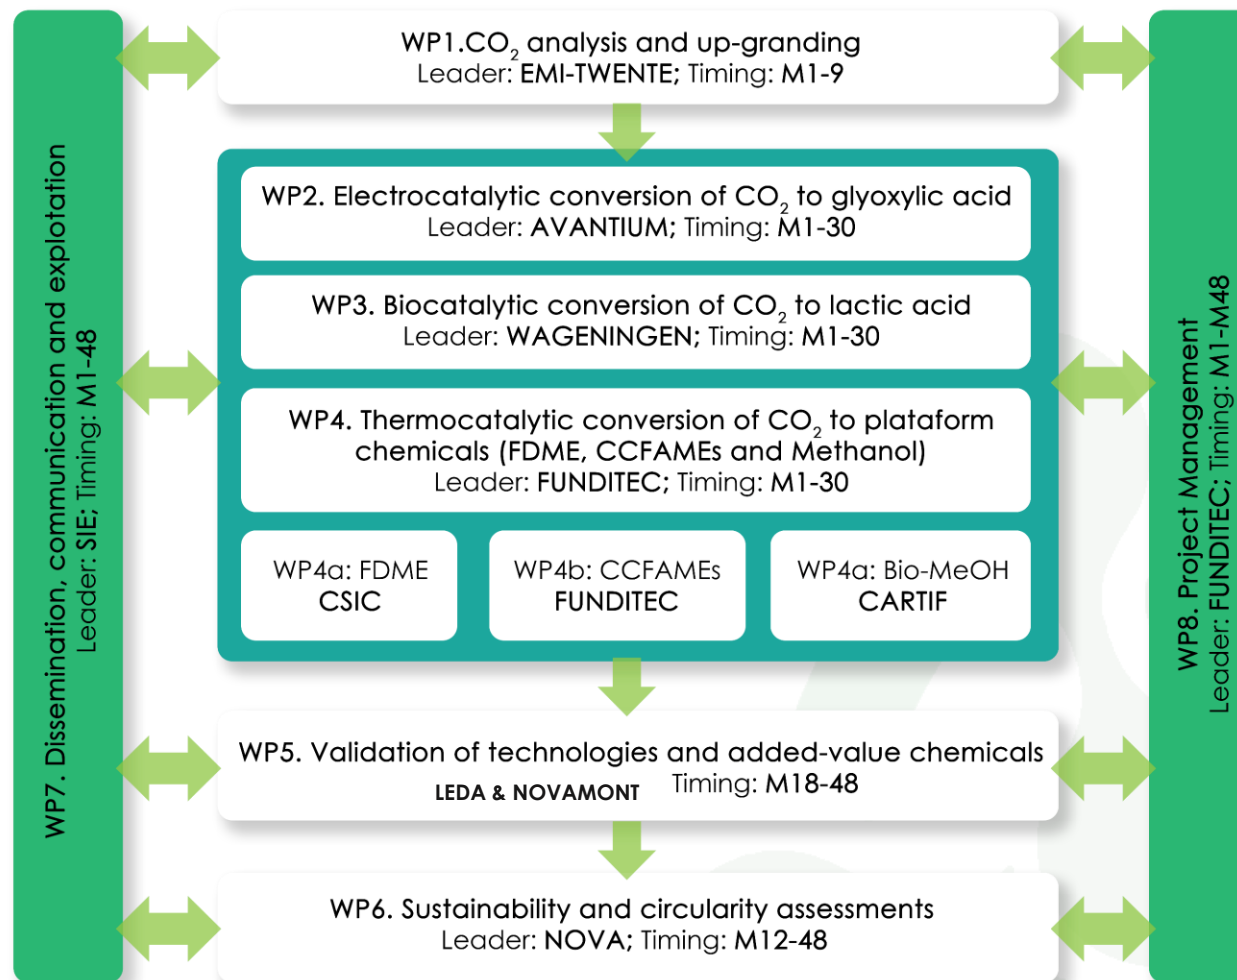 WP1.CO₂ analysis and up-granding
Leader: EMI-TWENTE; Timing: M1-9
WP2. Electrocatalytic conversion of CO₂ to glyoxylic acid
Leader: AVANTIUM; Timing: M1-30
WP3. Biocatalytic conversion of CO₂ to lactic acid
Leader: WAGENINGEN; Timing: M1-30
WP4. Thermocatalytic conversion of CO₂ to plataform
chemicals (FDME, CCFAMEs and Methanol)
Leader: FUNDITEC; Timing: M1-30
WP4a: FDME
CSIC
WP4b: CCFAMEs
FUNDITEC
WP4a: Bio-MeOH
CARTIF
WP5. Validation of technologies and added-value chemicals
LEDA & NOVAMONT Timing: M18-48
WP6. Sustainability and circularity assessments
Leader: NOVA; Timing: M12-48
WP7. Dissemination, communication and explotation
Leader: SIE; Timing: M1-48
WP8. Project Management
Leader: FUNDITEC; Timing: M1-M48